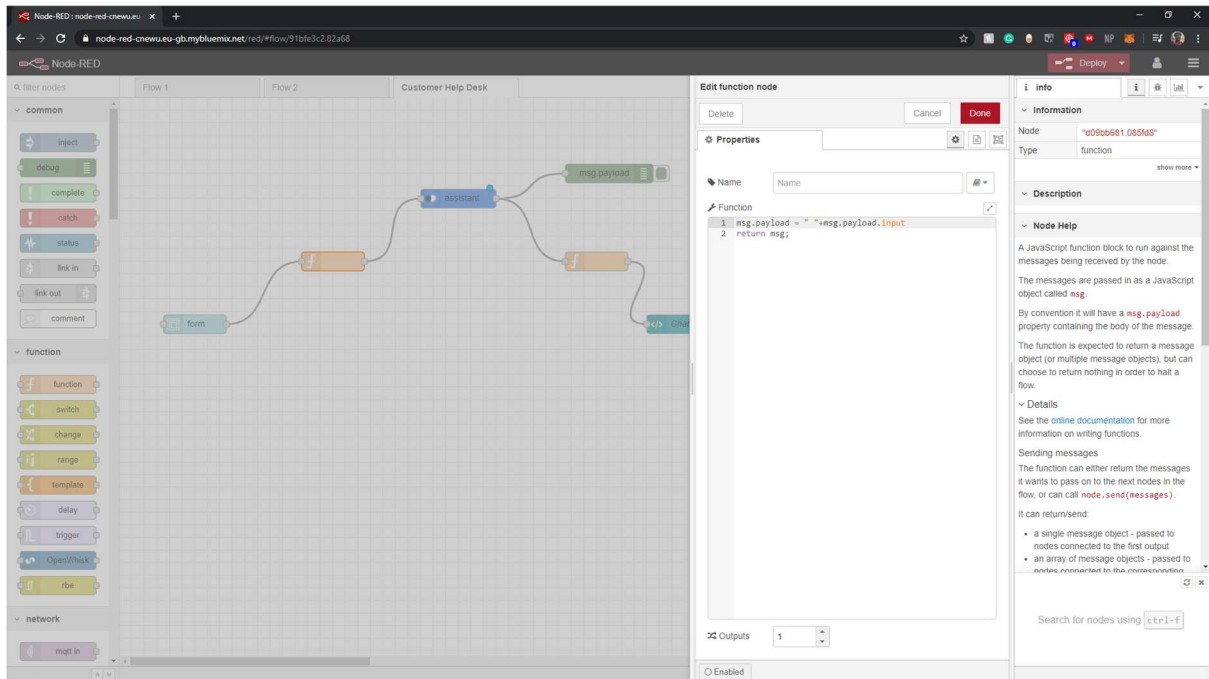 Node-RED : node-red-cnewu.eu-
node-red-cnewu.eu-gb.mybluemix.net/red/#flow/91bfe3c2.82a68
NP
0
Node-RED
Deploy
filter nodes
common
inject
debug
complete
catch
status
link in
link out
comment
function
function
switch
change
range
template
delay
trigger
OpenWhisk
rbe
network
mqtt in
Flow 1
Flow 2
Customer Help Desk
form
f
assistant
msg.payload
f
Edit function node
Delete
Cancel
Done
Properties
Name
Name
Function
1 msg.payload = " "+msg.payload.input
2 return msg;
Outputs
1
Enabled
i info
i
Information
Node "d09bb681.085fd8"
Type function
show more
Description
Node Help
A JavaScript function block to run against the
messages being received by the node.
The messages are passed in as a JavaScript
object called msg.
By convention it will have a msg.payload
property containing the body of the message.
The function is expected to return a message
object (or multiple message objects), but can
choose to return nothing in order to halt a
flow.
Details
See the online documentation for more
information on writing functions.
Sending messages
The function can either return the messages
it wants to pass on to the next nodes in the
flow, or can call node.send(messages).
It can return/send:
• a single message object - passed to
nodes connected to the first output
• an array of message objects - passed to
nodes connected to the corresponding
Search for nodes using ctrl-f